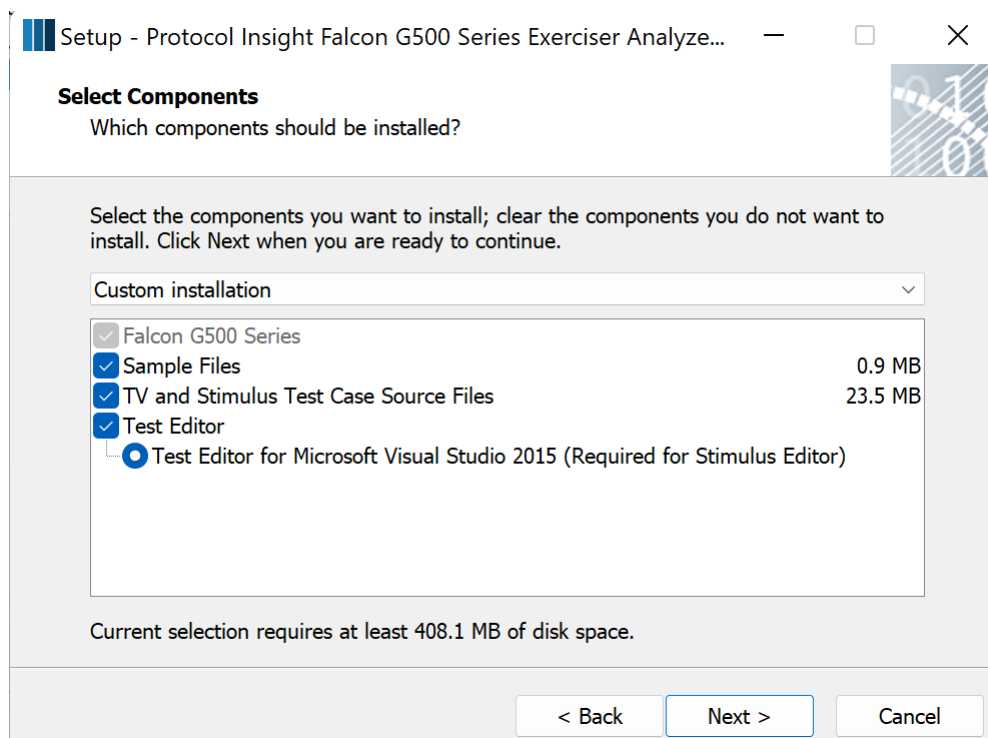 Setup - Protocol Insight Falcon G500 Series Exerciser Analyze...
Select Components
Which components should be installed?
Select the components you want to install; clear the components you do not want to
install. Click Next when you are ready to continue.
Custom installation
Falcon G500 Series
Sample Files 0.9 MB
TV and Stimulus Test Case Source Files 23.5 MB
Test Editor
Test Editor for Microsoft Visual Studio 2015 (Required for Stimulus Editor)
Current selection requires at least 408.1 MB of disk space.
< Back Next > Cancel